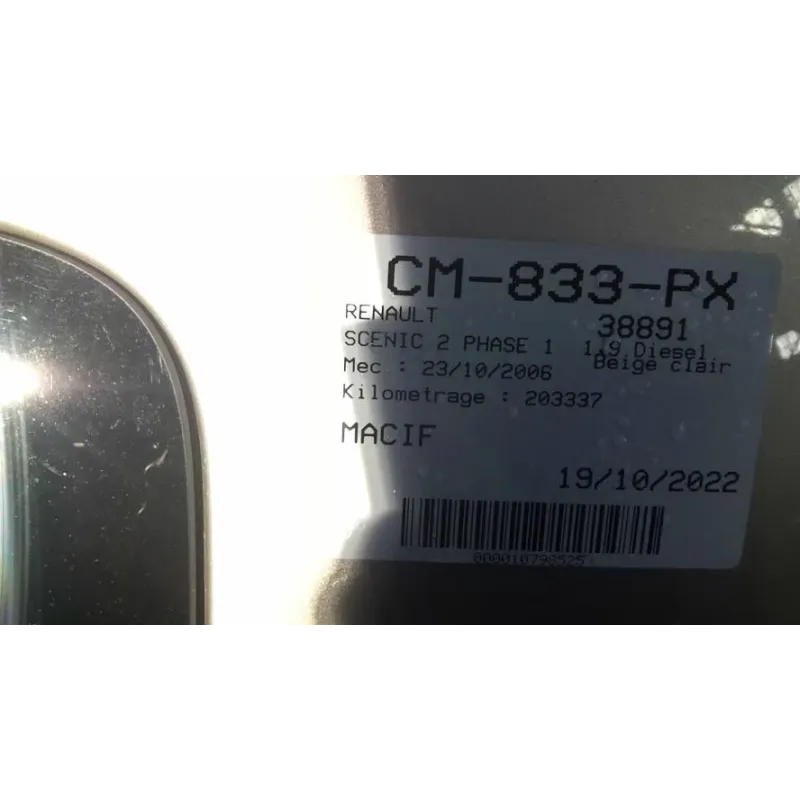 CM-833-PX
RENAULT 38891
SCENIC 2 PHASE 1 1.9 Diesel
Mec : 23/10/2006 Beige clair
Kilometrage : 203337
MACIF
19/10/2022